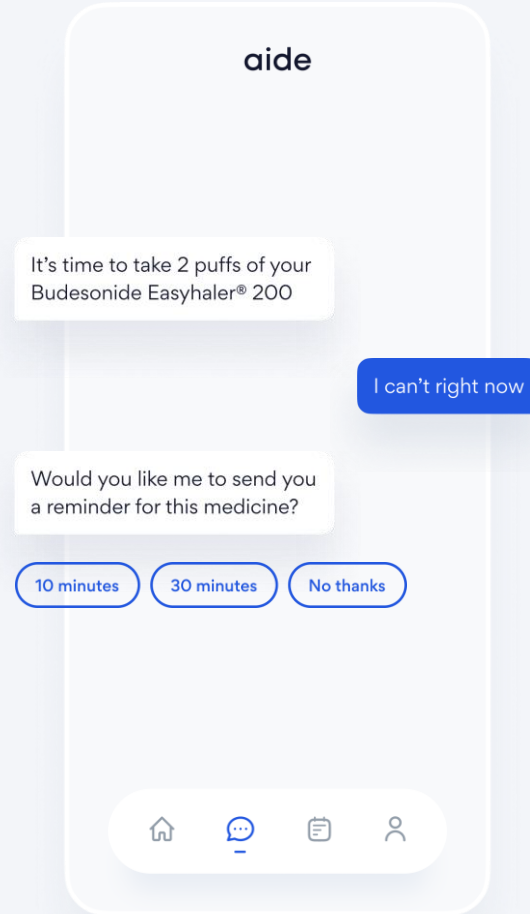 aide
It’s time to take 2 puffs of your
Budesonide Easyhaler® 200
I can’t right now
Would you like me to send you
a reminder for this medicine?
10 minutes 30 minutes No thanks